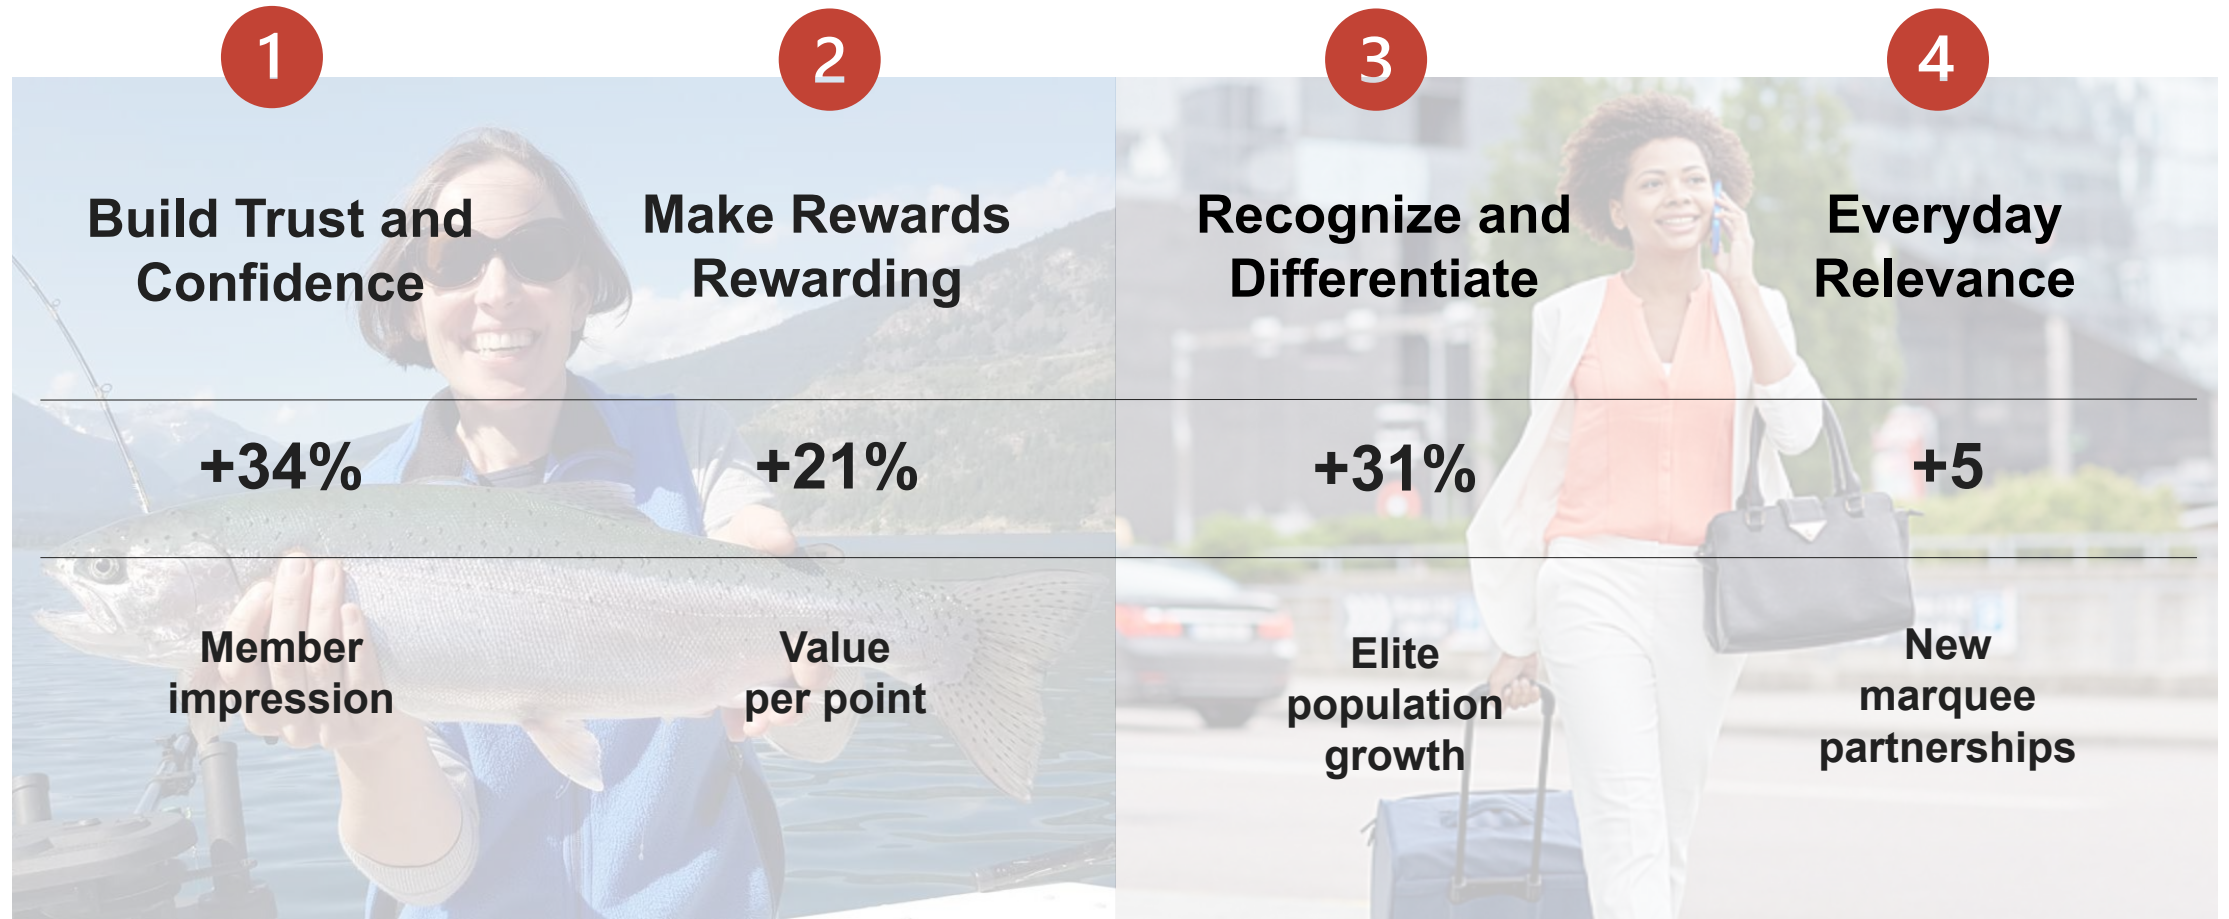 1
Build Trust and
Confidence
+34%
Member
impression
2
Make Rewards
Rewarding
+21%
Value
per point
3
Recognize and
Differentiate
+31%
Elite
population
growth
4
Everyday
Relevance
+5
New
marquee
partnerships